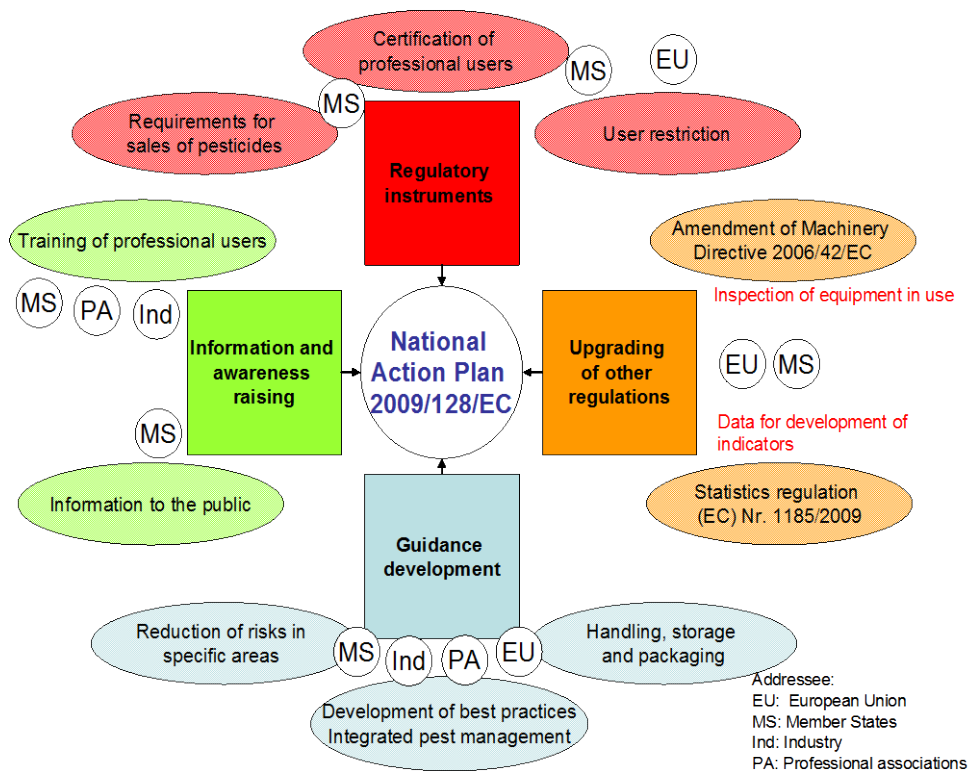 Certification of
professional users
EU
MS
MS
Requirements for
sales of pesticides
User restriction
Regulatory
instruments
Training of professional users
Amendment of Machinery
Directive 2006/42/EC
MS
PA
Ind
Inspection of equipment in use
Information and
awareness
raising
National
Action Plan
2009/128/EC
Upgrading
of other
regulations
EU
MS
MS
Data for development of
indicators
Information to the public
Statistics regulation
(EC) Nr. 1185/2009
Guidance
development
Reduction of risks in
specific areas
MS
Ind
PA
EU
Handling, storage
and packaging
Development of best practices
Integrated pest management
Addressee:
EU: European Union
MS: Member States
Ind: Industry
PA: Professional associations